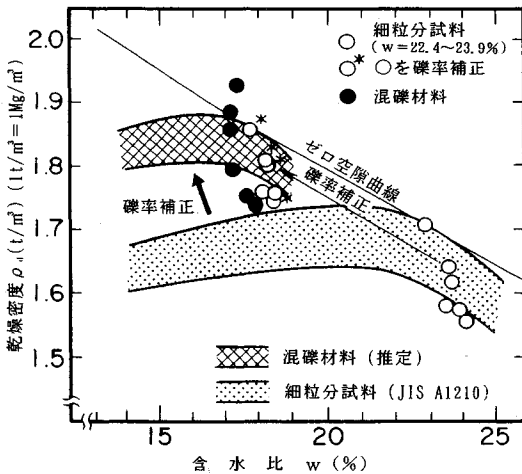 細粒分試料
(w=22.4~23.9%)
○* ○を礫率補正
混礫材料
ゼロ空隙曲線
礫率補正
礫率補正
混礫材料(推定)
細粒分試料(JIS A1210)
乾燥密度ρd(t/m³)(1t/m³=1Mg/m³)
2.0
1.9
1.8
1.7
1.6
1.5
15
20
25
含水比 w(%)